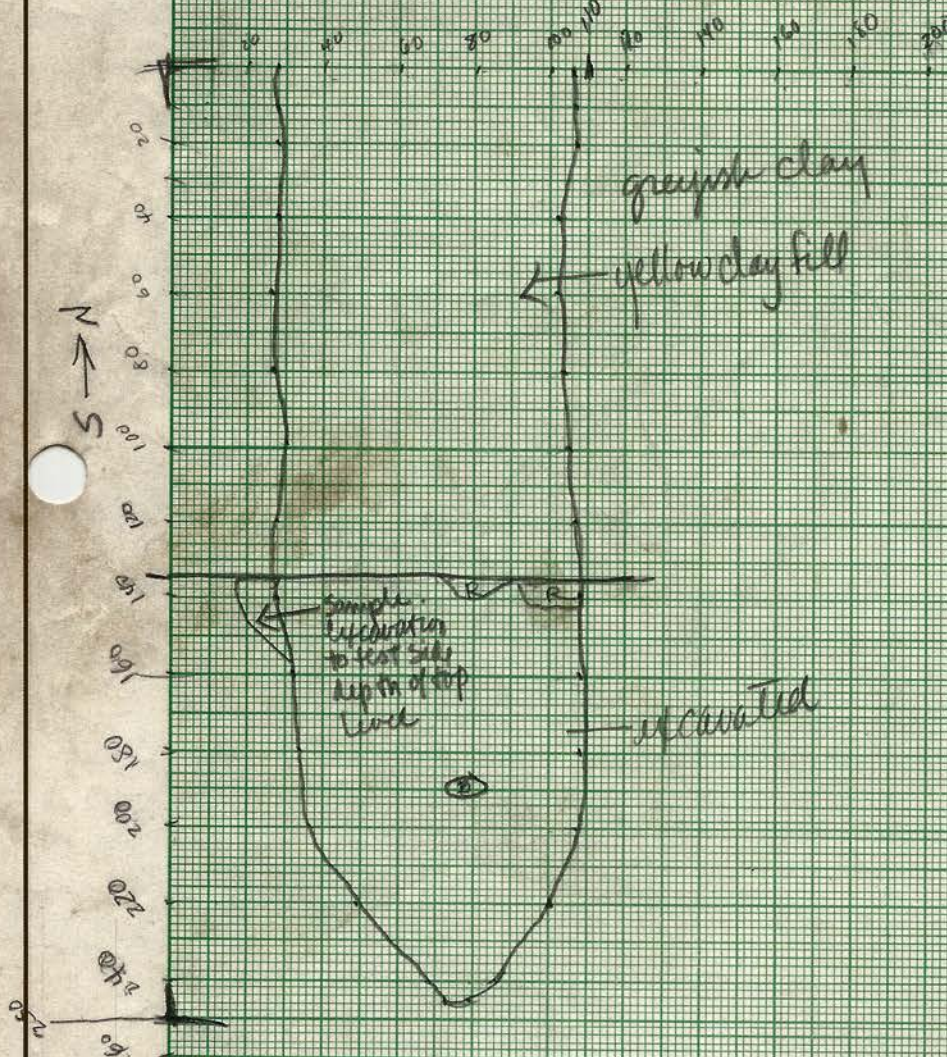 20 40 60 80 100 110 120 140 160 180 200
20
40
60
80
100
120
140
160
180
200
220
240
250
260
S → N
greyish clay
yellow clay fill
R R
sample.
excavation
to test side
depth of top
level
excavated